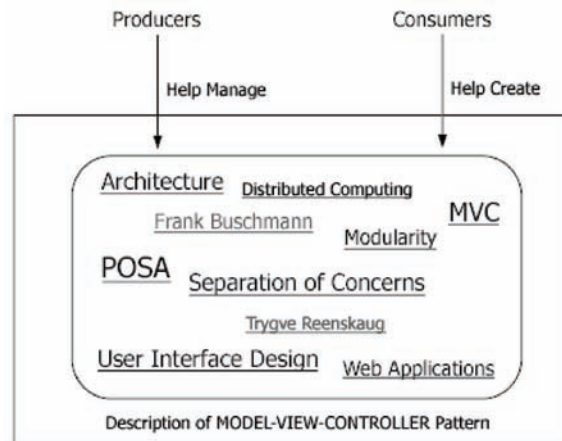 Producers Consumers
Help Manage Help Create
Architecture Distributed Computing
MVC
Frank Buschmann
Modularity
POSA
Separation of Concerns
Trygve Reenskaug
User Interface Design Web Applications
Description of MODEL-VIEW-CONTROLLER Pattern